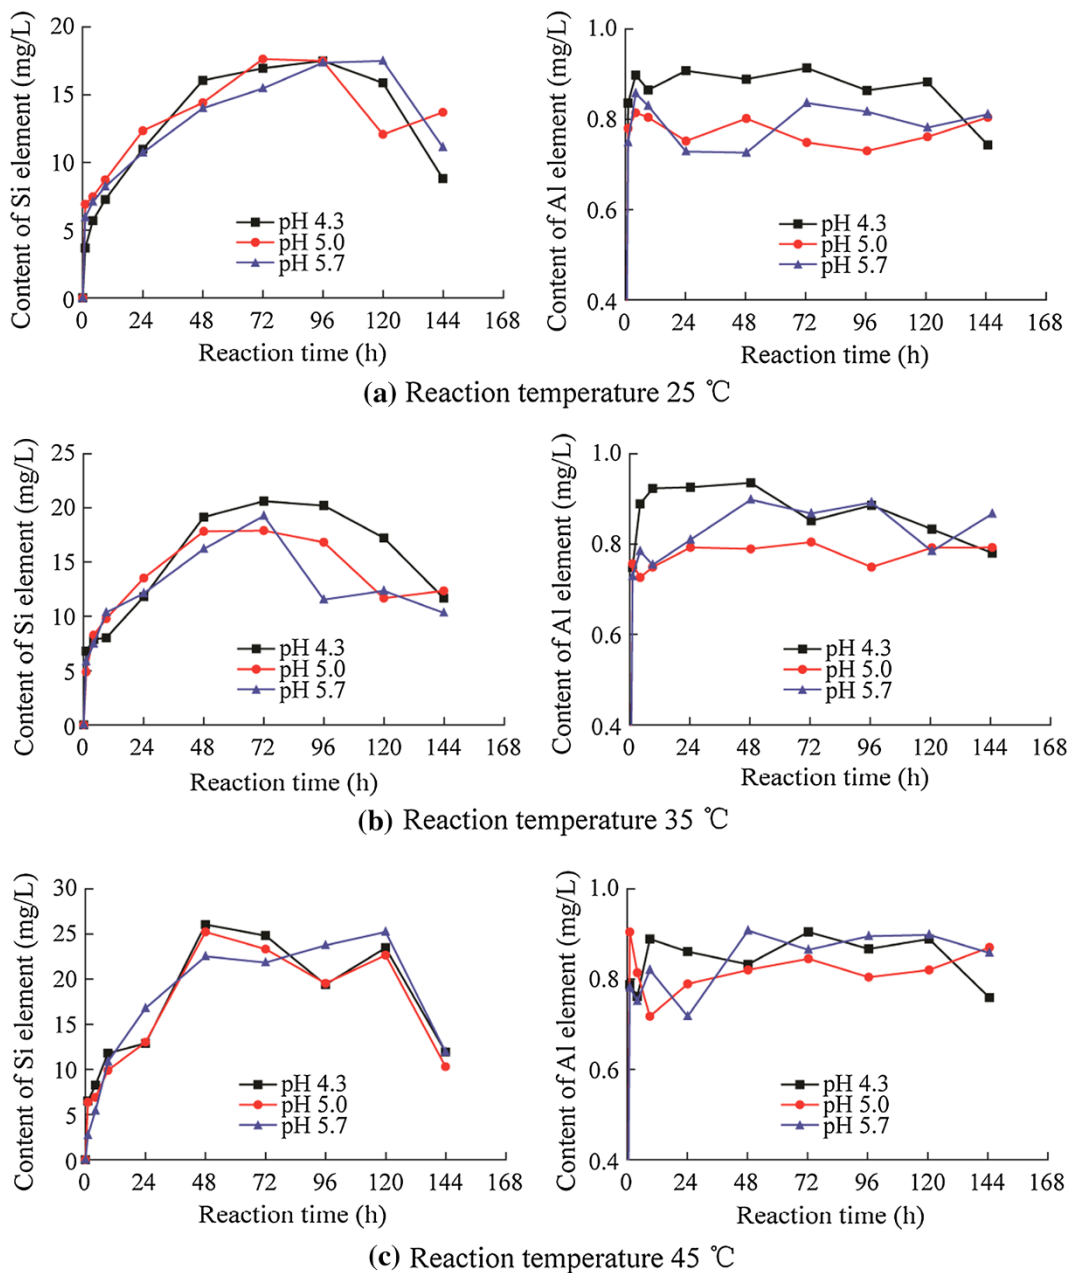 Content of Si element (mg/L)
20
15
10
5
0
pH 4.3
pH 5.0
pH 5.7
0 24 48 72 96 120 144 168
Reaction time (h)
Content of Al element (mg/L)
1.0
0.8
0.6
0.4
pH 4.3
pH 5.0
pH 5.7
0 24 48 72 96 120 144 168
Reaction time (h)
(a) Reaction temperature 25 ℃
Content of Si element (mg/L)
25
20
15
10
5
0
pH 4.3
pH 5.0
pH 5.7
0 24 48 72 96 120 144 168
Reaction time (h)
Content of Al element (mg/L)
1.0
0.8
0.6
0.4
pH 4.3
pH 5.0
pH 5.7
0 24 48 72 96 120 144 168
Reaction time (h)
(b) Reaction temperature 35 ℃
Content of Si element (mg/L)
30
25
20
15
10
5
0
pH 4.3
pH 5.0
pH 5.7
0 24 48 72 96 120 144 168
Reaction time (h)
Content of Al element (mg/L)
1.0
0.8
0.6
0.4
pH 4.3
pH 5.0
pH 5.7
0 24 48 72 96 120 144 168
Reaction time (h)
(c) Reaction temperature 45 ℃